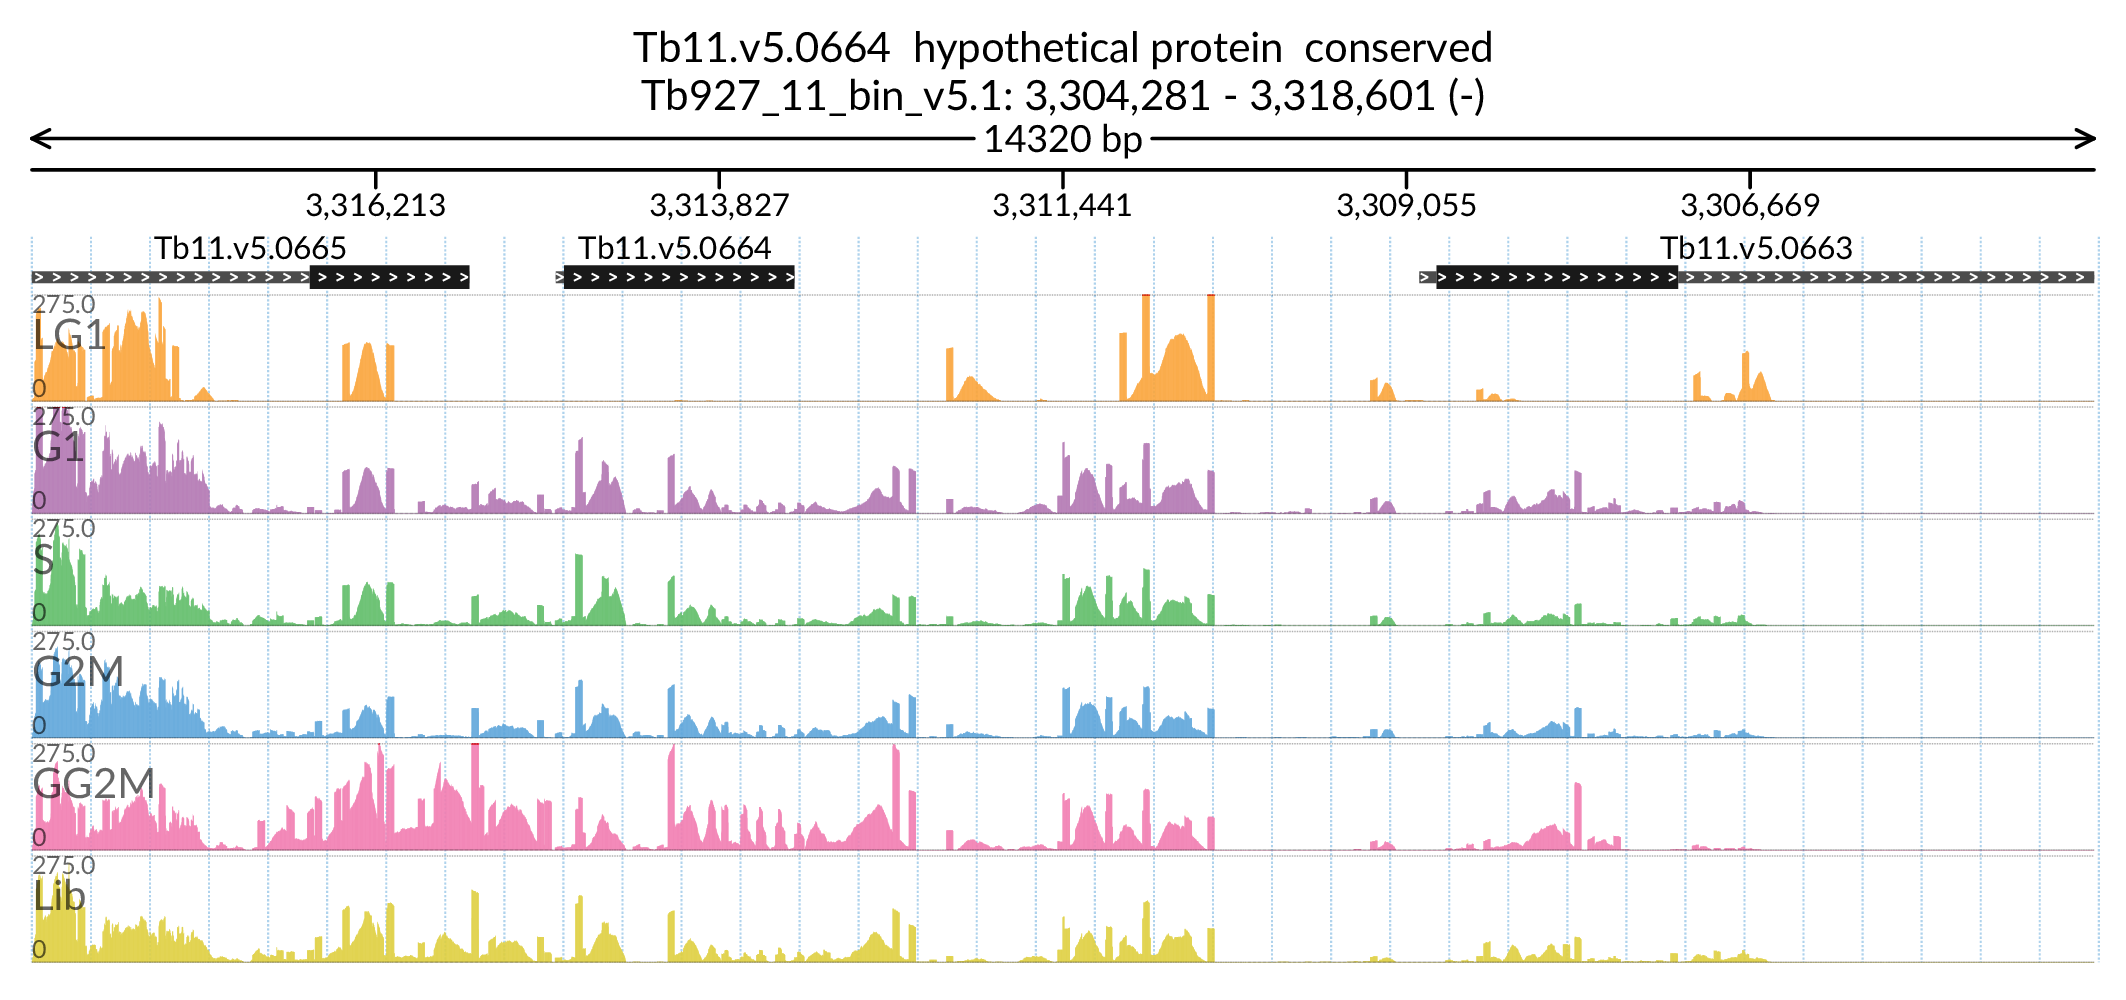 Tb11.v5.0664 hypothetical protein conserved
Tb927_11_bin_v5.1: 3,304,281 - 3,318,601 (-)
14320 bp
3,316,213 3,313,827 3,311,441 3,309,055 3,306,669
Tb11.v5.0665 Tb11.v5.0664 Tb11.v5.0663
275.0
LG1
0
275.0
G1
0
275.0
S
0
275.0
G2M
0
275.0
GG2M
0
275.0
Lib
0